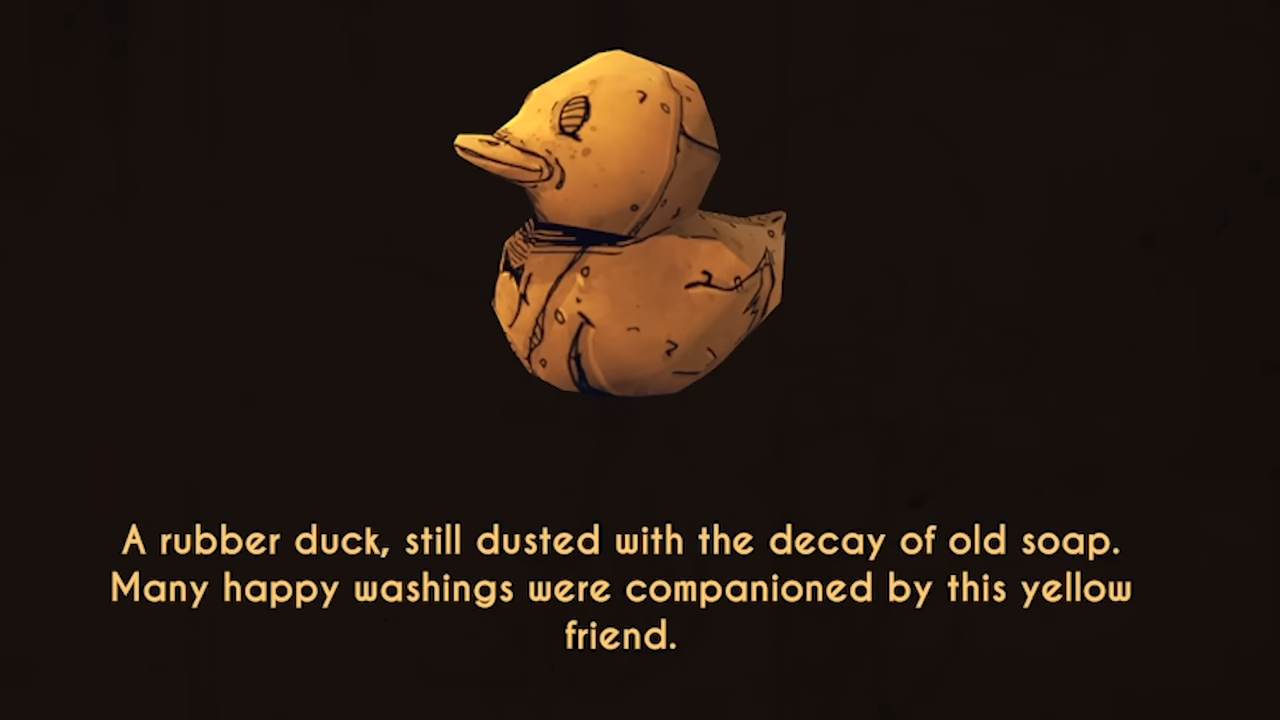 A rubber duck, still dusted with the decay of old soap.
Many happy washings were companioned by this yellow
friend.